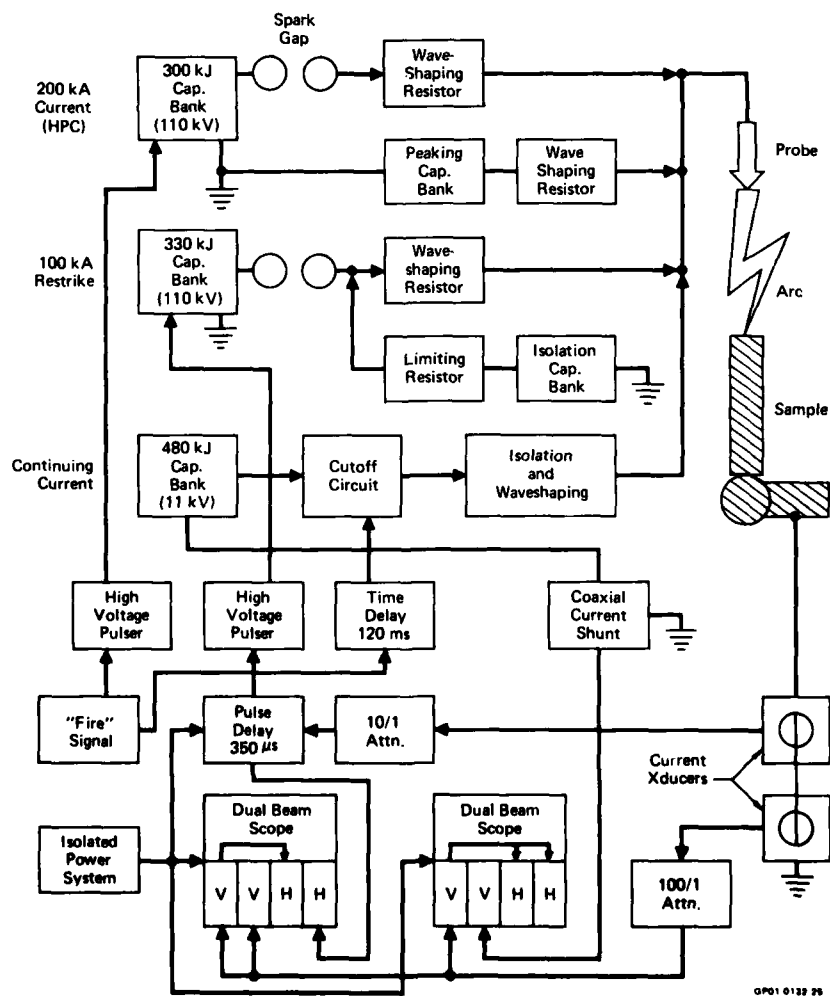 Spark
Gap
200 kA
Current
(HPC)
300 kJ
Cap.
Bank
(110 kV)
Wave-
Shaping
Resistor
Peaking
Cap.
Bank
Wave
Shaping
Resistor
Probe
100 kA
Restrike
330 kJ
Cap.
Bank
(110 kV)
Wave-
shaping
Resistor
Arc
Limiting
Resistor
Isolation
Cap.
Bank
Sample
Continuing
Current
480 kJ
Cap.
Bank
(11 kV)
Cutoff
Circuit
Isolation
and
Waveshaping
High
Voltage
Pulser
High
Voltage
Pulser
Time
Delay
120 ms
Coaxial
Current
Shunt
"Fire"
Signal
Pulse
Delay
350 μs
10/1
Attn.
Current
Xducers
Isolated
Power
System
Dual Beam
Scope
V V H H
Dual Beam
Scope
V V H H
100/1
Attn.
GP01 0132 25